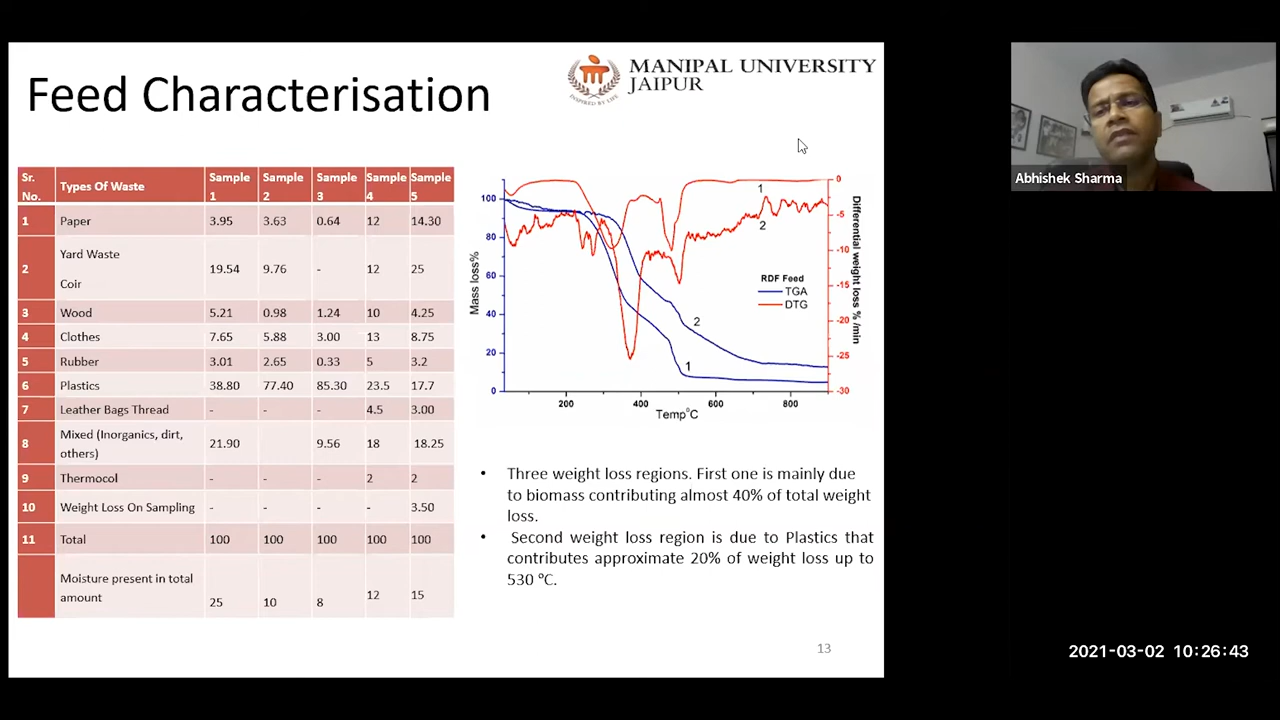 Feed Characterisation
MANIPAL UNIVERSITY
JAIPUR
INSPIRED BY LIFE
Abhishek Sharma
Sr. No. Types Of Waste Sample 1 Sample 2 Sample 3 Sample 4 Sample 5
1 Paper 3.95 3.63 0.64 12 14.30
2 Yard Waste Coir 19.54 9.76 - 12 25
3 Wood 5.21 0.98 1.24 10 4.25
4 Clothes 7.65 5.88 3.00 13 8.75
5 Rubber 3.01 2.65 0.33 5 3.2
6 Plastics 38.80 77.40 85.30 23.5 17.7
7 Leather Bags Thread - - - 4.5 3.00
8 Mixed (Inorganics, dirt, others) 21.90 9.56 18 18.25
9 Thermocol - - - 2 2
10 Weight Loss On Sampling - - - - 3.50
11 Total 100 100 100 100 100
Moisture present in total amount 25 10 8 12 15
Mass loss%
100
80
60
40
20
0
200 400 600 800
Temp°C
0
-5
-10
-15
-20
-25
-30
Differential weight loss % /min
1
2
RDF Feed
TGA
DTG
2
1
• Three weight loss regions. First one is mainly due
to biomass contributing almost 40% of total weight
loss.
• Second weight loss region is due to Plastics that
contributes approximate 20% of weight loss up to
530 °C.
13
2021-03-02 10:26:43